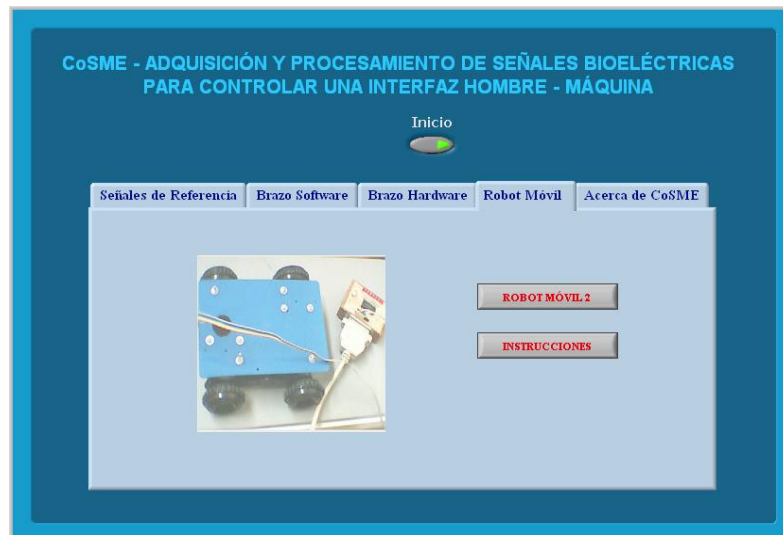 CoSME - ADQUISICIÓN Y PROCESAMIENTO DE SEÑALES BIOELÉCTRICAS
PARA CONTROLAR UNA INTERFAZ HOMBRE - MÁQUINA
Inicio
Señales de Referencia Brazo Software Brazo Hardware Robot Móvil Acerca de CoSME
ROBOT MÓVIL 2
INSTRUCCIONES